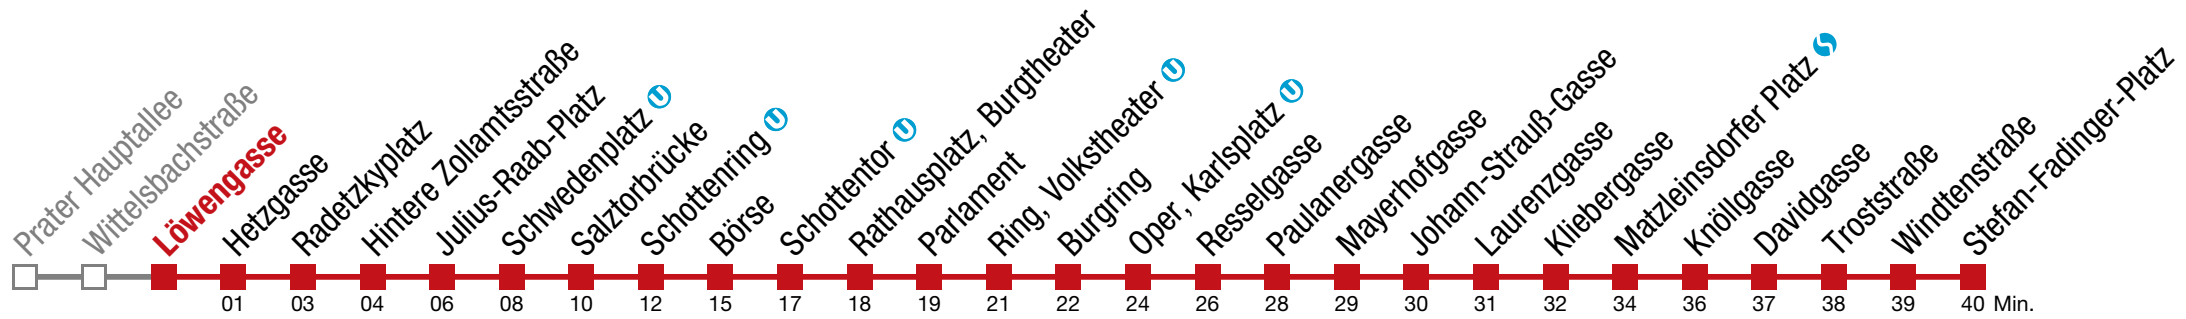 Prater Hauptallee
Wittelsbachstraße
Löwengasse
Hetzgasse
Radetzkyplatz
Hintere Zollamtsstraße
Julius-Raab-Platz
Schwedenplatz U
Salztorbrücke
Schottenring U
Börse
Schottentor U
Rathausplatz, Burgtheater
Parlament
Ring, Volkstheater U
Burgring
Oper, Karlsplatz U
Resselgasse
Paulanergasse
Mayerhofgasse
Johann-Strauß-Gasse
Laurenzgasse
Kliebergasse
Matzleinsdorfer Platz S
Knöllgasse
Davidgasse
Troststraße
Windtenstraße
Stefan-Fadinger-Platz
01 03 04 06 08 10 12 15 17 18 19 21 22 24 26 28 29 30 31 32 34 36 37 38 39 40 Min.